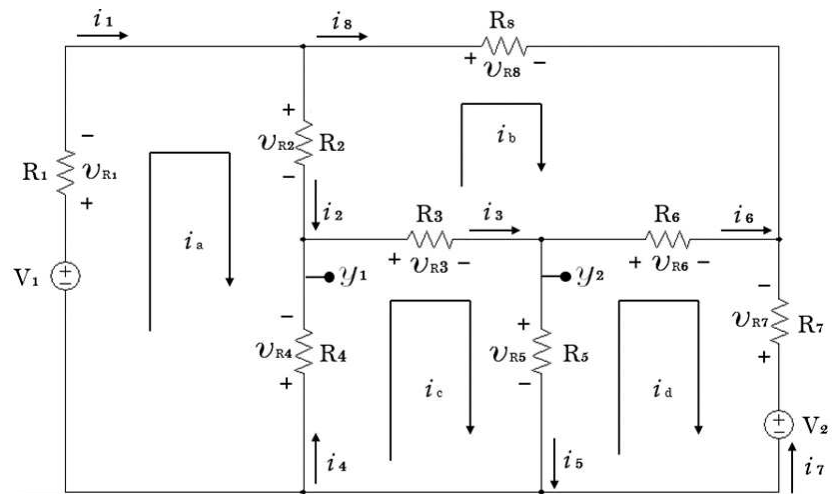 i1
i8
R8
+ vR8 −
+
−
vR2
R2
ib
R1
−
vR1
+
i2
ia
R3
i3
R6
i6
+ vR3 −
+ vR6 −
V1
+
−
y1
y2
−
vR4
R4
+
+
vR5
R5
−
−
vR7
R7
+
ic
id
+
−
V2
i4
i5
i7